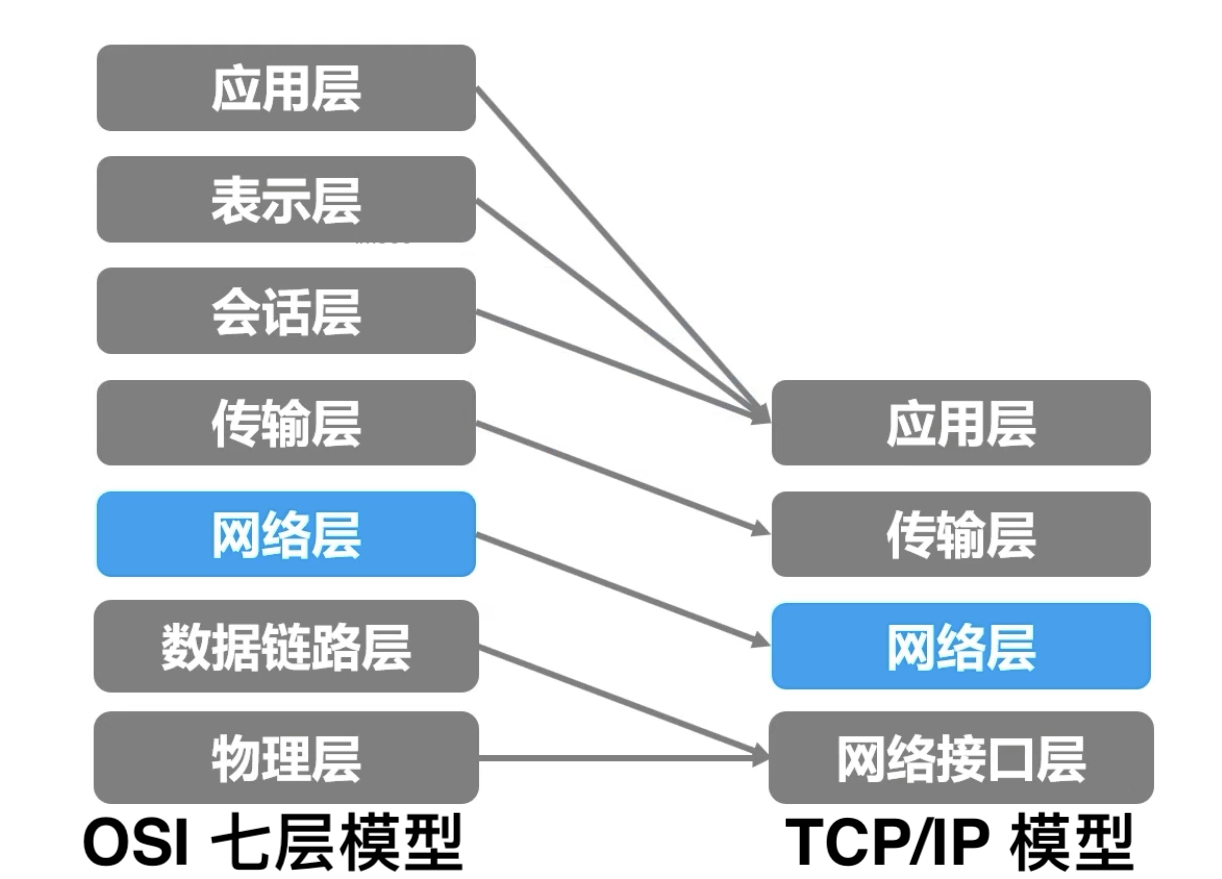 应用层
表示层
会话层
传输层
网络层
数据链路层
物理层
OSI 七层模型
应用层
传输层
网络层
网络接口层
TCP/IP 模型